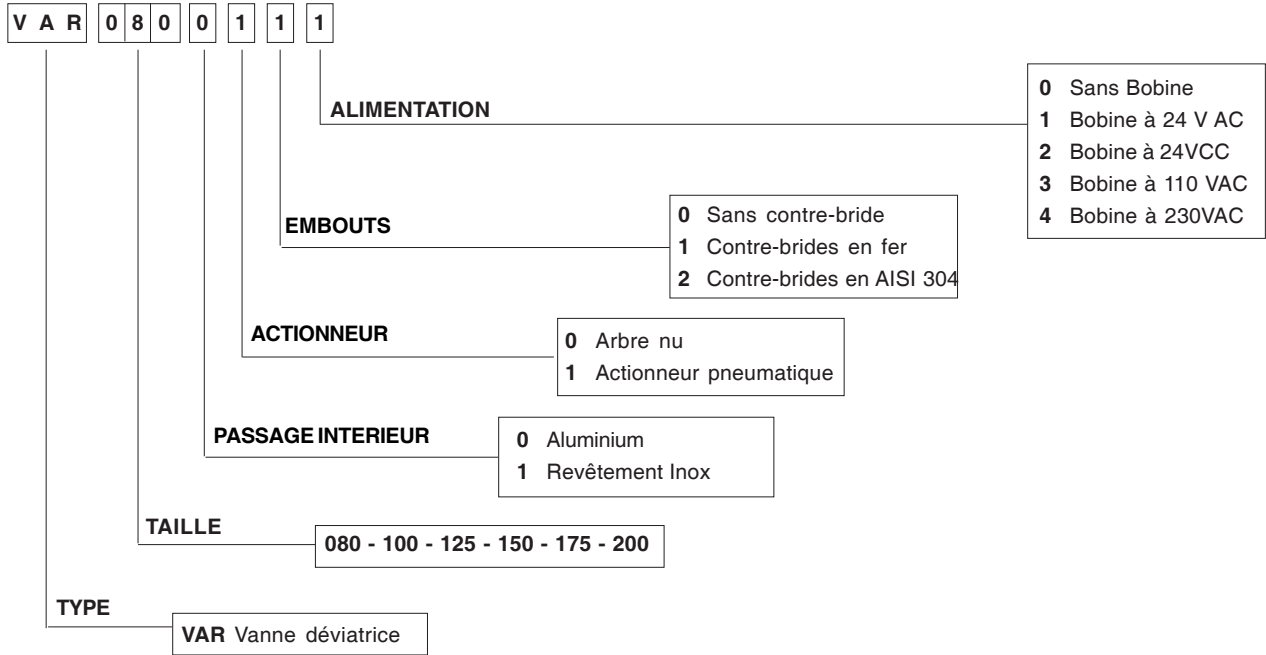 V A R 0 8 0 0 1 1 1
ALIMENTATION
0 Sans Bobine
1 Bobine à 24 V AC
2 Bobine à 24VCC
3 Bobine à 110 VAC
4 Bobine à 230VAC
EMBOUTS
0 Sans contre-bride
1 Contre-brides en fer
2 Contre-brides en AISI 304
ACTIONNEUR
0 Arbre nu
1 Actionneur pneumatique
PASSAGE INTERIEUR
0 Aluminium
1 Revêtement Inox
TAILLE
080 - 100 - 125 - 150 - 175 - 200
TYPE
VAR Vanne déviatrice